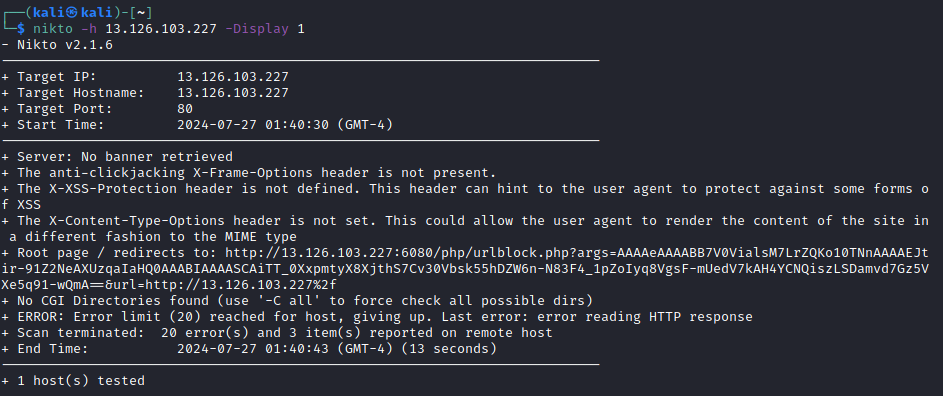 ┌──(kali㉿kali)-[~]
└─$ nikto -h 13.126.103.227 -Display 1
- Nikto v2.1.6
---------------------------------------------------------------------------
+ Target IP:          13.126.103.227
+ Target Hostname:    13.126.103.227
+ Target Port:        80
+ Start Time:         2024-07-27 01:40:30 (GMT-4)
---------------------------------------------------------------------------
+ Server: No banner retrieved
+ The anti-clickjacking X-Frame-Options header is not present.
+ The X-XSS-Protection header is not defined. This header can hint to the user agent to protect against some forms o
f XSS
+ The X-Content-Type-Options header is not set. This could allow the user agent to render the content of the site in
 a different fashion to the MIME type
+ Root page / redirects to: http://13.126.103.227:6080/php/urlblock.php?args=AAAAeAAAABB7V0VialsM7LrZQKo10TNnAAAAEJt
ir-91Z2NeAXUzqaIaHQ0AAABIAAAASCAiTT_0XxpmtyX8XjthS7Cv30Vbsk55hDZW6n-N83F4_1pZoIyq8VgsF-mUedV7kAH4YCNQiszLSDamvd7Gz5V
Xe5q91-wQmA==&url=http://13.126.103.227%2f
+ No CGI Directories found (use '-C all' to force check all possible dirs)
+ ERROR: Error limit (20) reached for host, giving up. Last error: error reading HTTP response
+ Scan terminated:  20 error(s) and 3 item(s) reported on remote host
+ End Time:           2024-07-27 01:40:43 (GMT-4) (13 seconds)
---------------------------------------------------------------------------
+ 1 host(s) tested